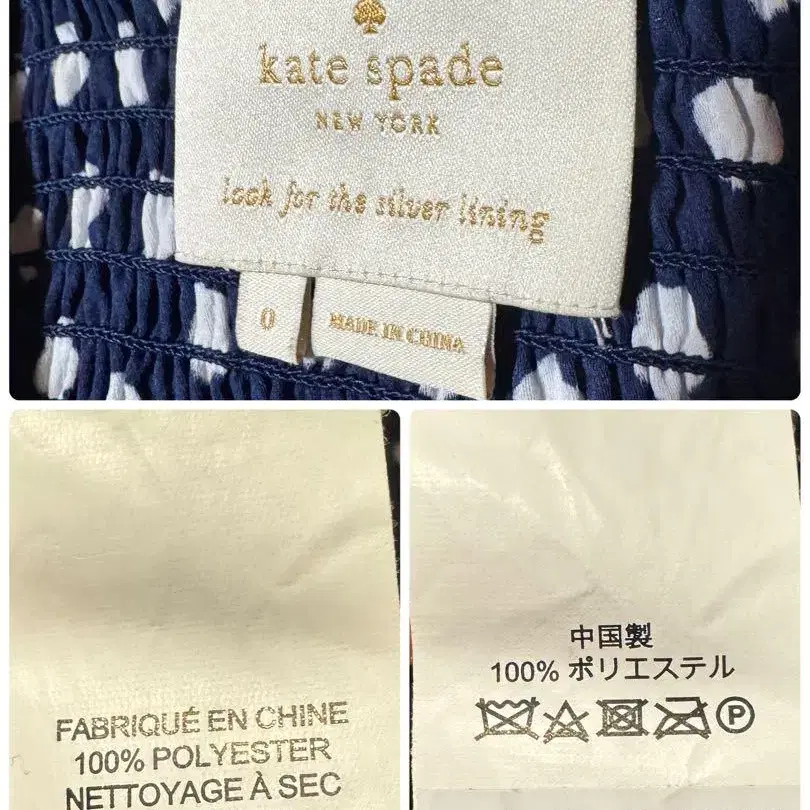 kate spade
NEW YORK
look for the silver lining
0
MADE IN CHINA
FABRIQUÉ EN CHINE
100% POLYESTER
NETTOYAGE À SEC
中国製
100% ポリエステル
P